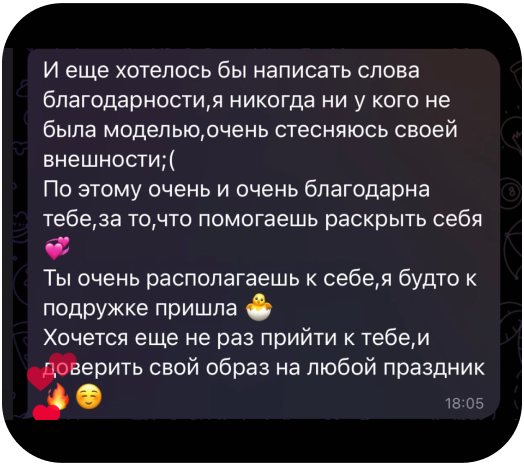 И еще хотелось бы написать слова
благодарности,я никогда ни у кого не
была моделью,очень стесняюсь своей
внешности;(
По этому очень и очень благодарна
тебе,за то,что помогаешь раскрыть себя
💞
Ты очень располагаешь к себе,я будто к
подружке пришла 🐣
Хочется еще не раз прийти к тебе,и
доверить свой образ на любой праздник
🔥☺️ 18:05